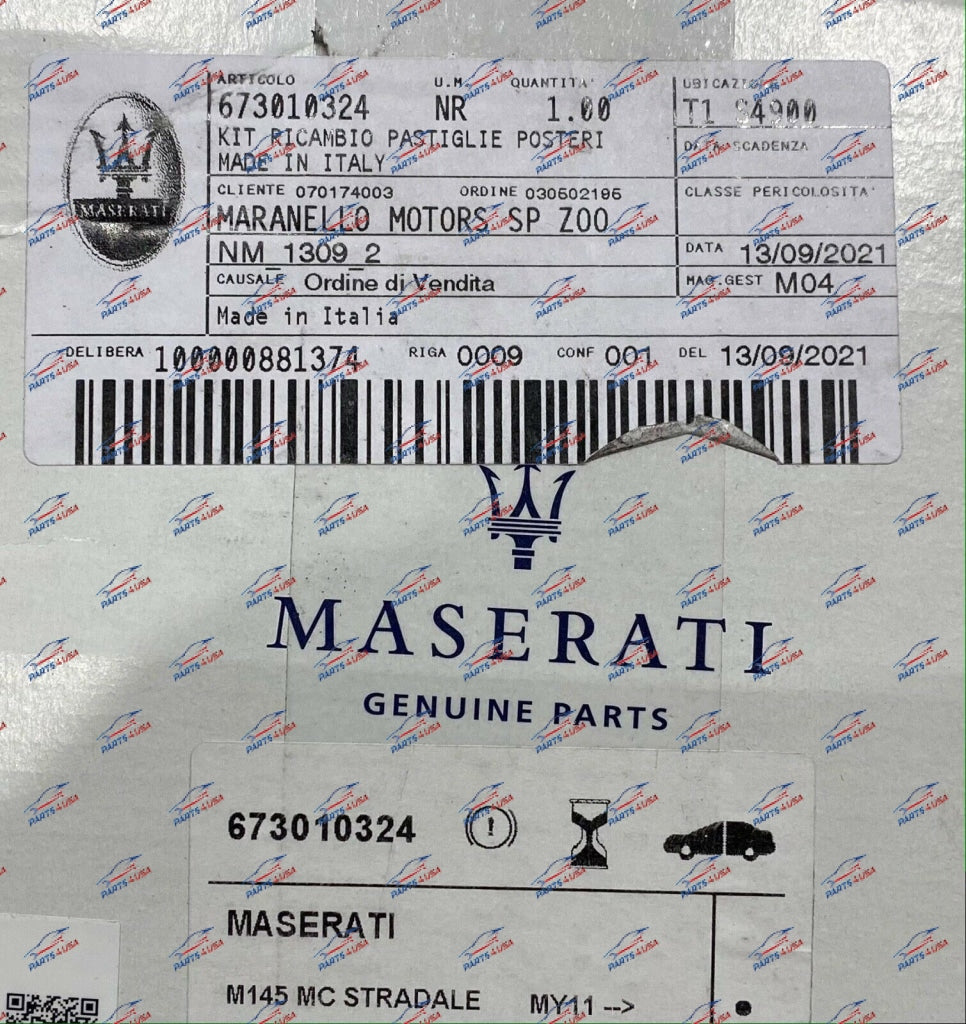 ARTICOLO U.M. QUANTITA' UBICAZIONE
673010324 NR 1.00 T1 S4900
KIT RICAMBIO PASTIGLIE POSTERI
MADE IN ITALY
DATA SCADENZA
CLIENTE 070174003 ORDINE 030502186 CLASSE PERICOLOSITA'
MARANELLO MOTORS SP ZOO
MASERATI
NM_1309_2 DATA 13/09/2021
CAUSALE Ordine di Vendita MAG.GEST M04
Made in Italia
DELIBERA 100000881374 RIGA 0009 CONF 001 DEL 13/09/2021
MASERATI
GENUINE PARTS
673010324
MASERATI
M145 MC STRADALE MY11 -->
PARTS4USA